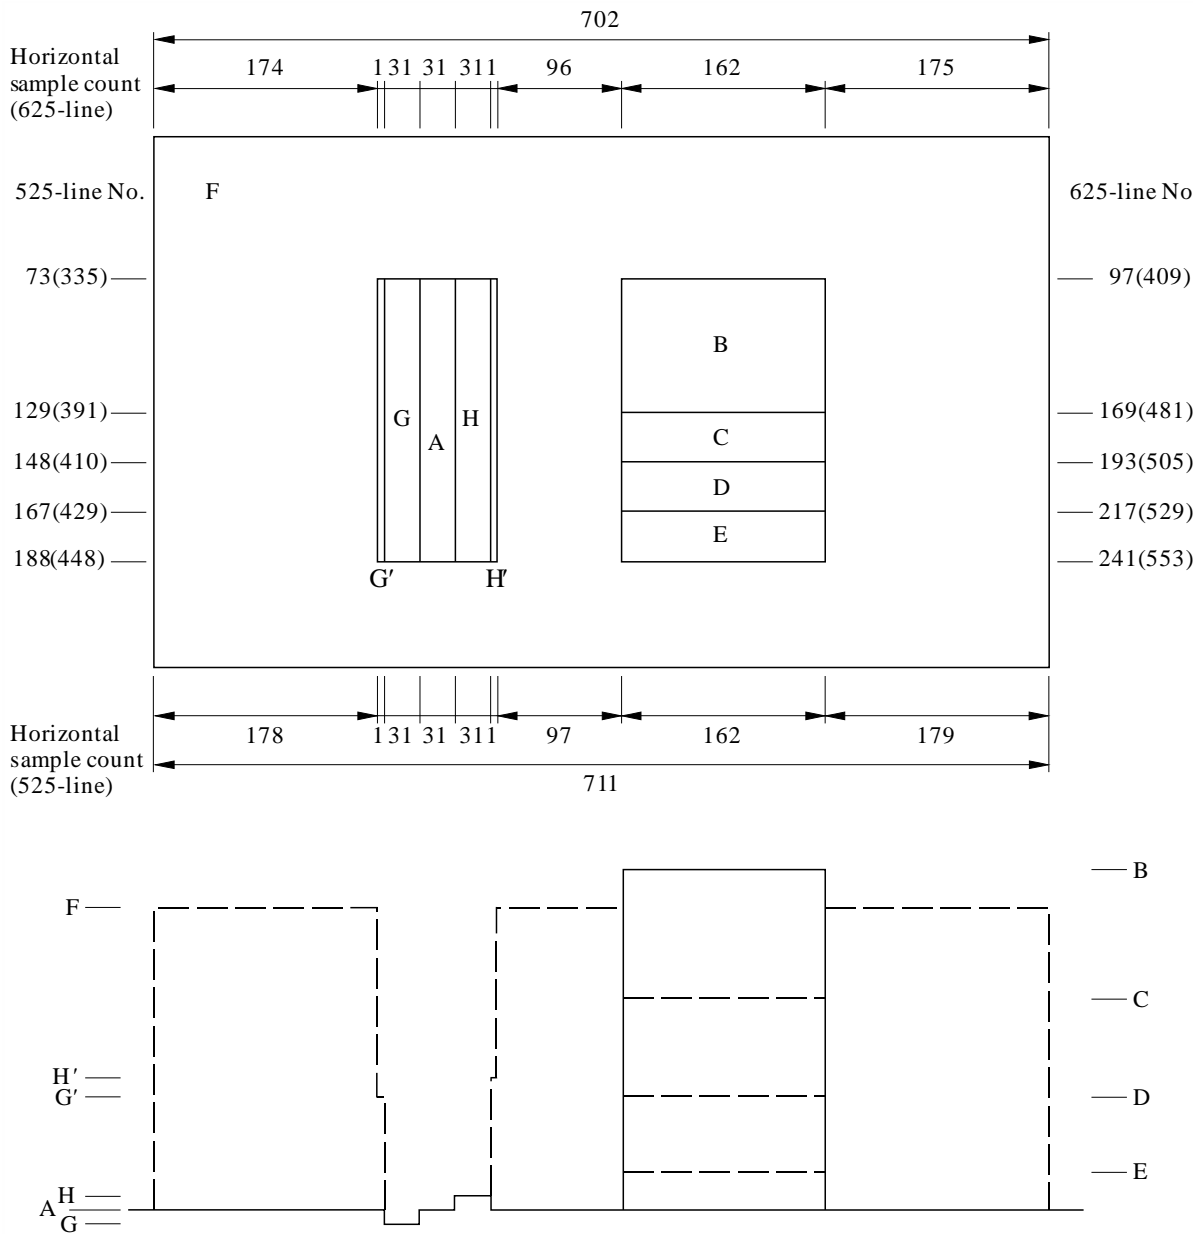 702
Horizontal
sample count
(625-line)
174 1 31 31 31 1 96 162 175
525-line No. F 625-line No
73(335) 97(409)
B
129(391) G H 169(481)
A C
148(410) 193(505)
D
167(429) 217(529)
E
188(448) 241(553)
G′ H′
Horizontal
sample count
(525-line)
178 1 31 31 31 1 97 162 179
711
B
F
C
H′
G′ D
E
H
A
G